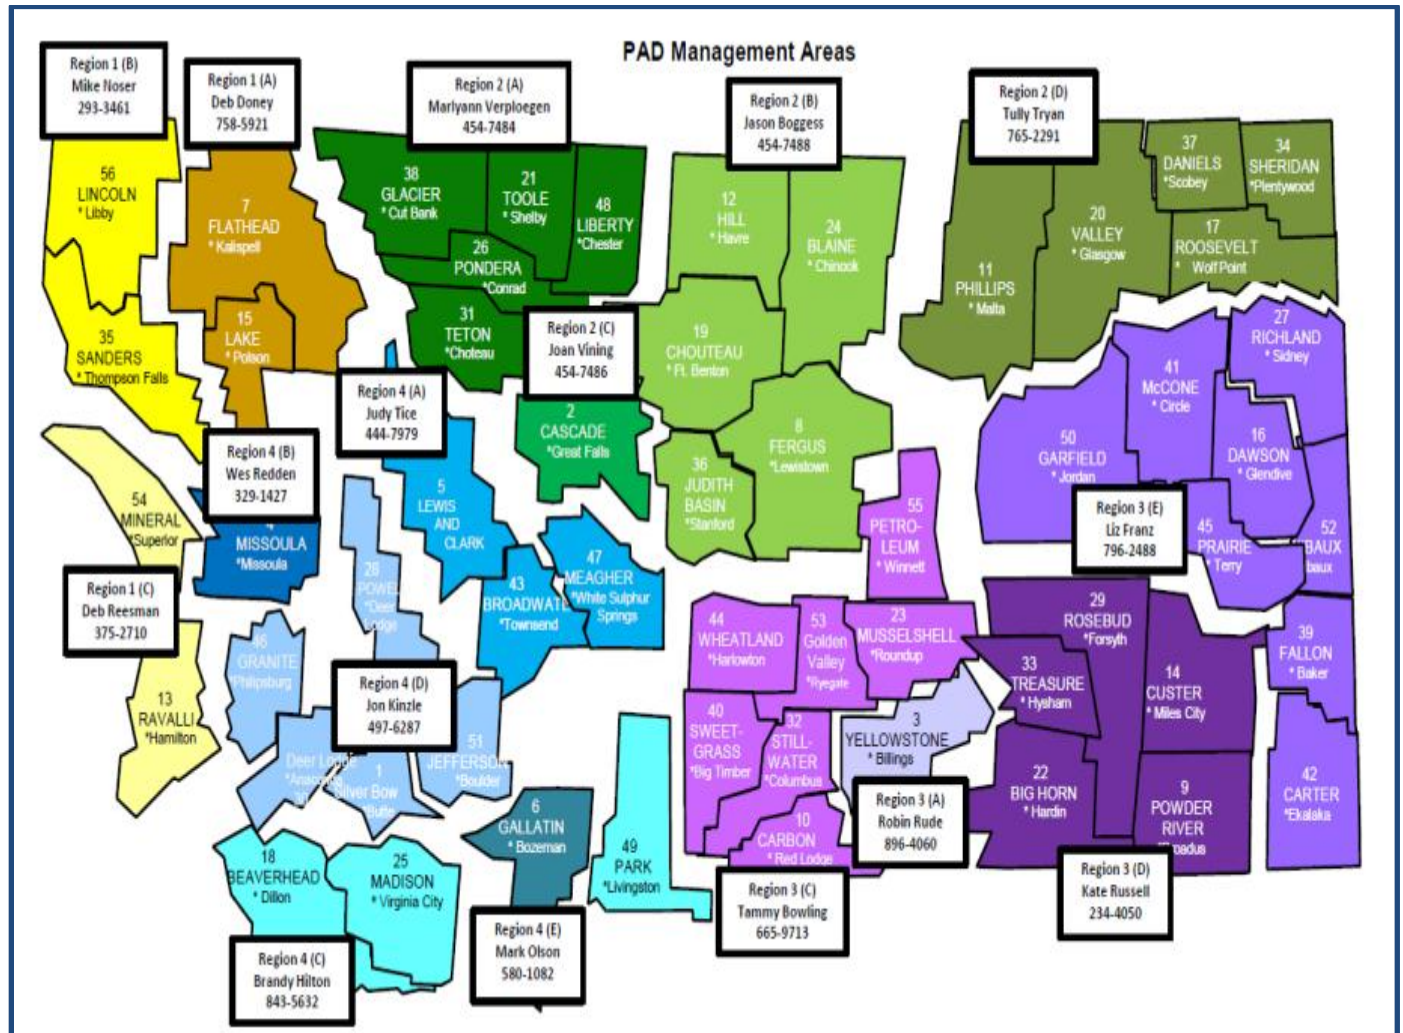 PAD Management Areas
Region 1 (B)
Mike Noser
293-3461
Region 1 (A)
Deb Doney
758-5921
Region 2 (A)
Marlyann Verploegen
454-7484
Region 2 (B)
Jason Boggess
454-7488
Region 2 (D)
Tully Tryan
765-2291
56
LINCOLN
* Libby
7
FLATHEAD
* Kalispell
38
GLACIER
* Cut Bank
21
TOOLE
* Shelby
48
LIBERTY
*Chester
26
PONDERA
*Conrad
31
TETON
*Choteau
12
HILL
* Havre
24
BLAINE
* Chinook
11
PHILLIPS
* Malta
20
VALLEY
* Glasgow
37
DANIELS
*Scobey
34
SHERIDAN
*Plentywood
17
ROOSEVELT
* Wolf Point
35
SANDERS
* Thompson Falls
15
LAKE
* Polson
Region 2 (C)
Joan Vining
454-7486
19
CHOUTEAU
* Ft. Benton
27
RICHLAND
* Sidney
41
McCONE
* Circle
Region 4 (A)
Judy Tice
444-7979
2
CASCADE
*Great Falls
8
FERGUS
*Lewistown
36
JUDITH
BASIN
*Stanford
50
GARFIELD
* Jordan
16
DAWSON
* Glendive
Region 4 (B)
Wes Redden
329-1427
54
MINERAL
*Superior
4
MISSOULA
*Missoula
5
LEWIS
AND
CLARK
55
PETRO-
LEUM
* Winnett
Region 3 (E)
Liz Franz
796-2488
45
PRAIRIE
* Terry
52
BAUX
baux
Region 1 (C)
Deb Reesman
375-2710
28
POWEL
*Deer
Lodge
43
BROADWAT
*Townsend
47
MEAGHER
*White Sulphur
Springs
44
WHEATLAND
*Harlowton
53
Golden
Valley
*Ryegate
23
MUSSELSHELL
*Roundup
29
ROSEBUD
*Forsyth
33
TREASURE
* Hysham
14
CUSTER
* Miles City
39
FALLON
* Baker
46
GRANITE
*Philipsburg
13
RAVALLI
*Hamilton
Region 4 (D)
Jon Kinzle
497-6287
51
JEFFERSON
*Boulder
Deer Lodge
*Anaconda
30
1
Silver Bow
*Butte
40
SWEET-
GRASS
*Big Timber
32
STILL-
WATER
*Columbus
3
YELLOWSTONE
* Billings
22
BIG HORN
* Hardin
9
POWDER
RIVER
*Broadus
42
CARTER
*Ekalaka
6
GALLATIN
* Bozeman
49
PARK
*Livingston
10
CARBON
* Red Lodge
Region 3 (A)
Robin Rude
896-4060
18
BEAVERHEAD
* Dillon
25
MADISON
* Virginia City
Region 3 (C)
Tammy Bowling
665-9713
Region 3 (D)
Kate Russell
234-4050
Region 4 (C)
Brandy Hilton
843-5632
Region 4 (E)
Mark Olson
580-1082